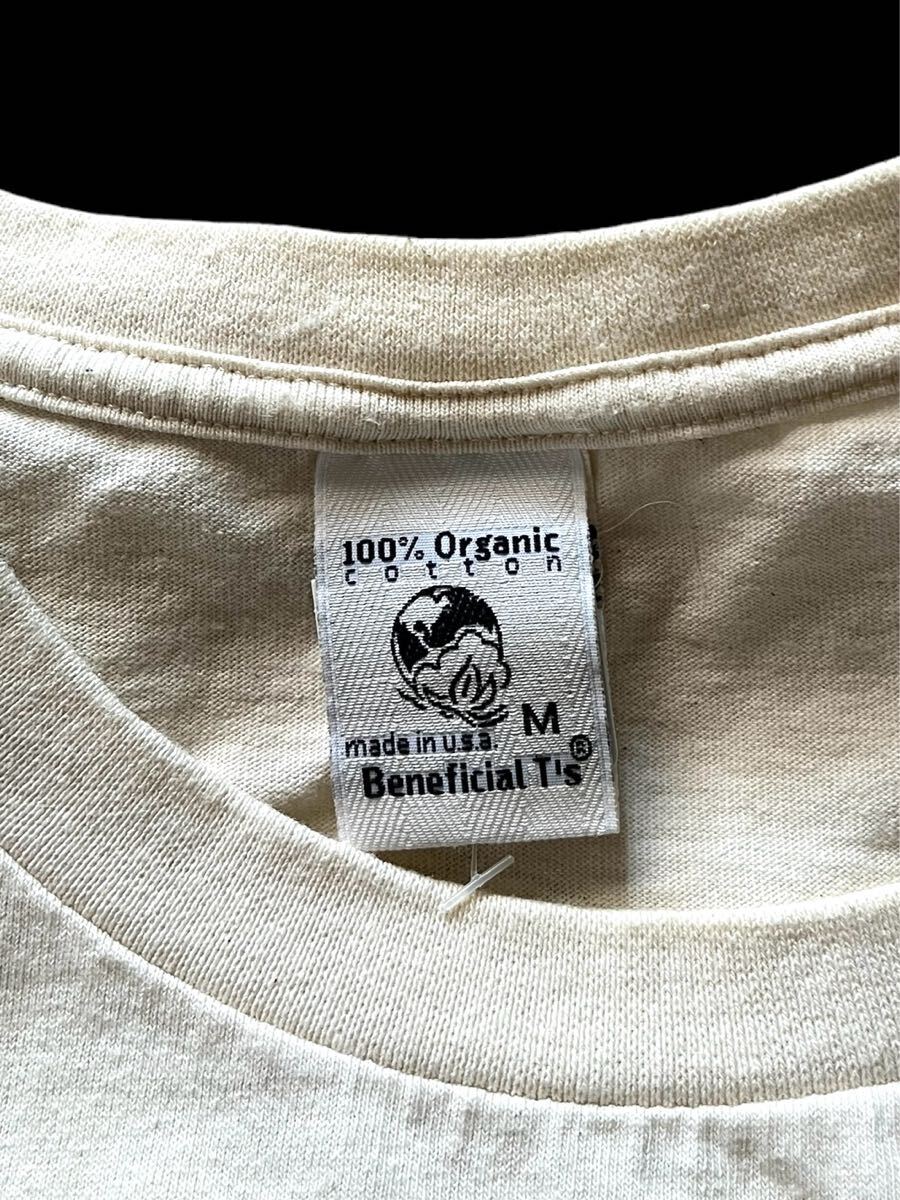 100% Organic
cotton
M
made in u.s.a.
Beneficial T's®